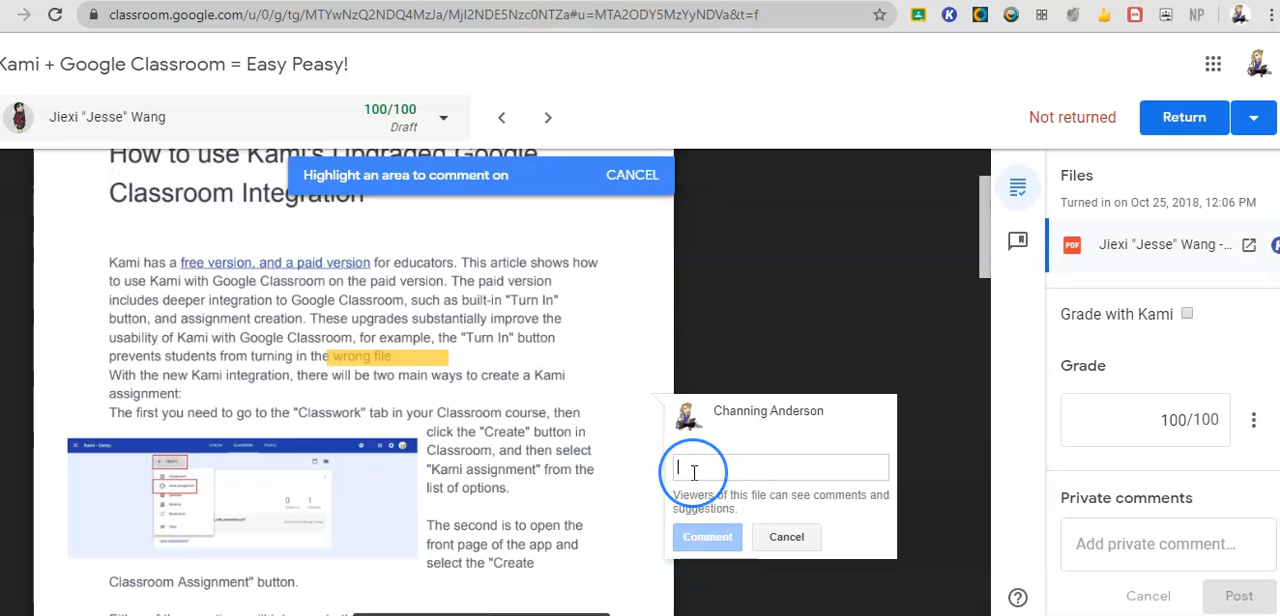 classroom.google.com/u/0/g/tg/MTYwNzQ2NDQ4MzJa/MjI2NDE5Nzc0NTZa#u=MTA2ODY5MzYyNDVa&t=f
NP
Kami + Google Classroom = Easy Peasy!
Jiexi "Jesse" Wang
100/100
Draft
Not returned
Return
How to use Kami's Upgraded Google
Classroom Integration
Highlight an area to comment on CANCEL
Kami has a free version, and a paid version for educators. This article shows how
to use Kami with Google Classroom on the paid version. The paid version
includes deeper integration to Google Classroom, such as built-in "Turn In"
button, and assignment creation. These upgrades substantially improve the
usability of Kami with Google Classroom, for example, the "Turn In" button
prevents students from turning in the wrong file.
With the new Kami integration, there will be two main ways to create a Kami
assignment:
The first you need to go to the "Classwork" tab in your Classroom course, then
click the "Create" button in
Classroom, and then select
"Kami assignment" from the
list of options.
The second is to open the
front page of the app and
select the "Create
Classroom Assignment" button.
Channing Anderson
Viewers of this file can see comments and
suggestions.
Comment Cancel
Files
Turned in on Oct 25, 2018, 12:06 PM
PDF
Jiexi "Jesse" Wang -...
Grade with Kami
Grade
100/100
Private comments
Add private comment…
Cancel Post